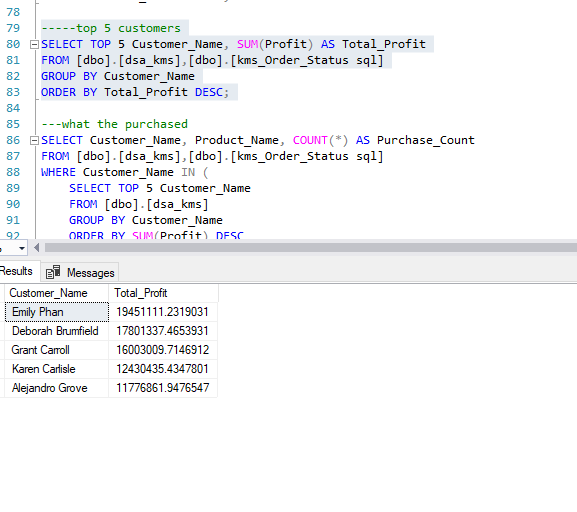 78
79 -----top 5 customers
80 SELECT TOP 5 Customer_Name, SUM(Profit) AS Total_Profit
81 FROM [dbo].[dsa_kms],[dbo].[kms_Order_Status sql]
82 GROUP BY Customer_Name
83 ORDER BY Total_Profit DESC;
84
85 ---what the purchased
86 SELECT Customer_Name, Product_Name, COUNT(*) AS Purchase_Count
87 FROM [dbo].[dsa_kms],[dbo].[kms_Order_Status sql]
88 WHERE Customer_Name IN (
89 SELECT TOP 5 Customer_Name
90 FROM [dbo].[dsa_kms]
91 GROUP BY Customer_Name
92 ORDER BY SUM(Profit) DESC
Results Messages
Customer_Name Total_Profit
Emily Phan 19451111.2319031
Deborah Brumfield 17801337.4653931
Grant Carroll 16003009.7146912
Karen Carlisle 12430435.4347801
Alejandro Grove 11776861.9476547